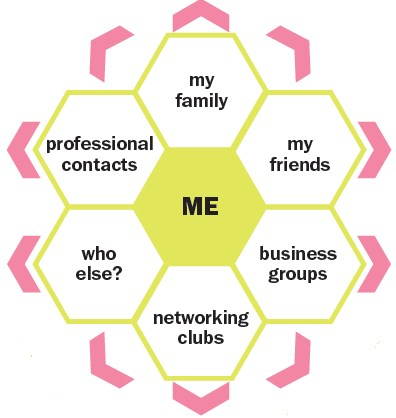 my
family
professional
contacts
my
friends
ME
who
else?
business
groups
networking
clubs